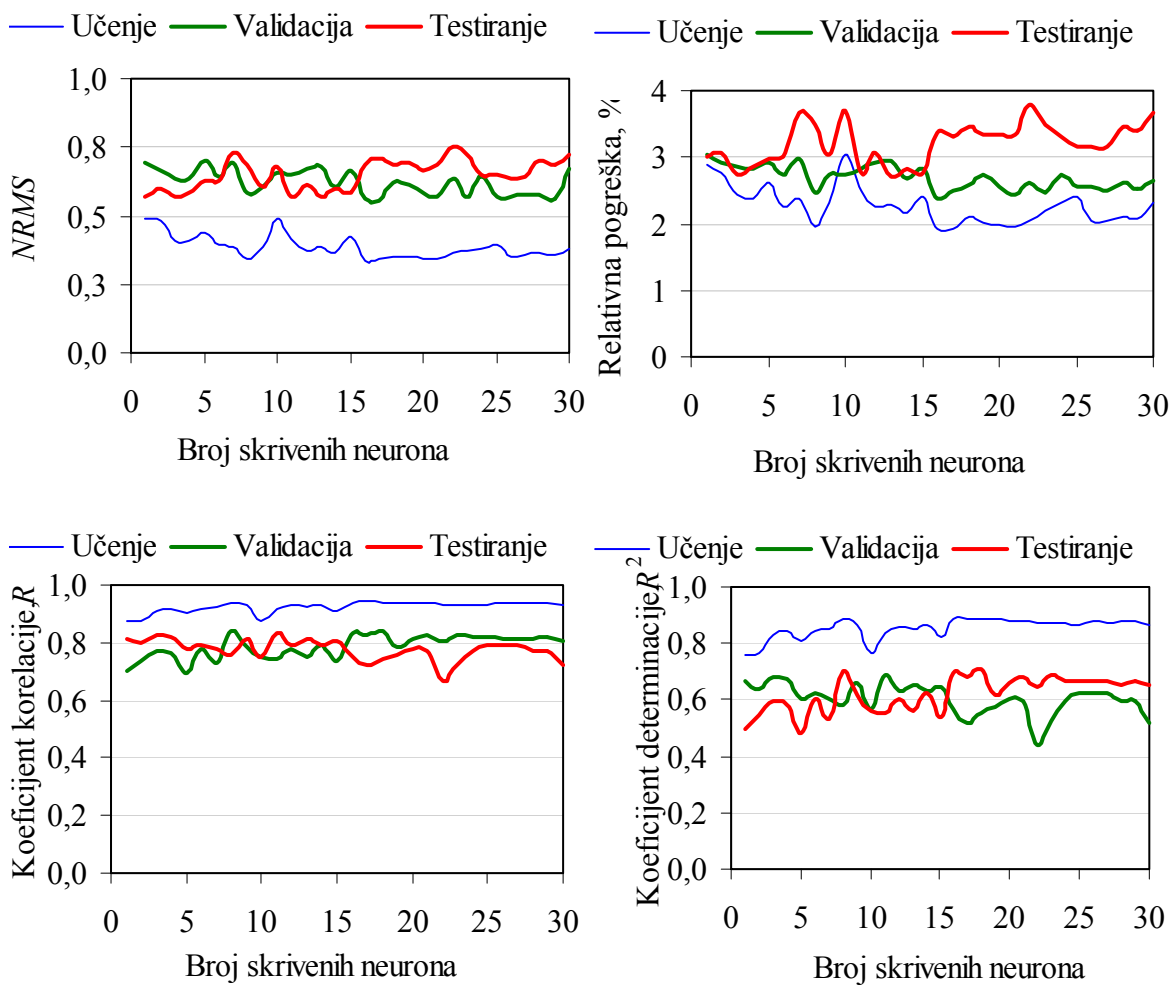 Učenje Validacija Testiranje
NRMS
1,0
0,8
0,5
0,3
0,0
0 5 10 15 20 25 30
Broj skrivenih neurona
Učenje Validacija Testiranje
Relativna pogreška, %
4
3
2
1
0
0 5 10 15 20 25 30
Broj skrivenih neurona
Učenje Validacija Testiranje
Koeficijent korelacije,R
1,0
0,8
0,6
0,4
0,2
0,0
0 5 10 15 20 25 30
Broj skrivenih neurona
Učenje Validacija Testiranje
Koeficijent determinacije,R²
1,0
0,8
0,6
0,4
0,2
0,0
0 5 10 15 20 25 30
Broj skrivenih neurona